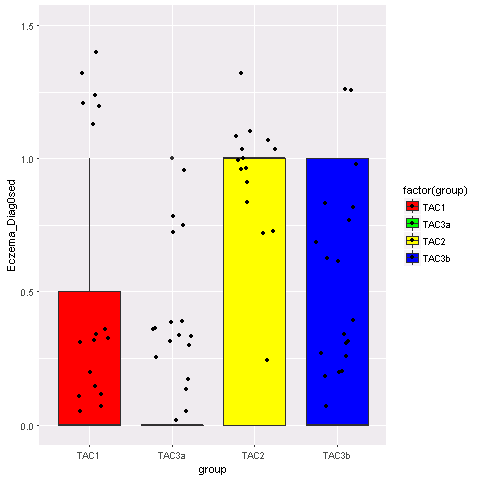 1.5
1.0
0.5
0.0
Eczema_Diag0sed
TAC1 TAC3a TAC2 TAC3b
group
factor(group)
TAC1
TAC3a
TAC2
TAC3b